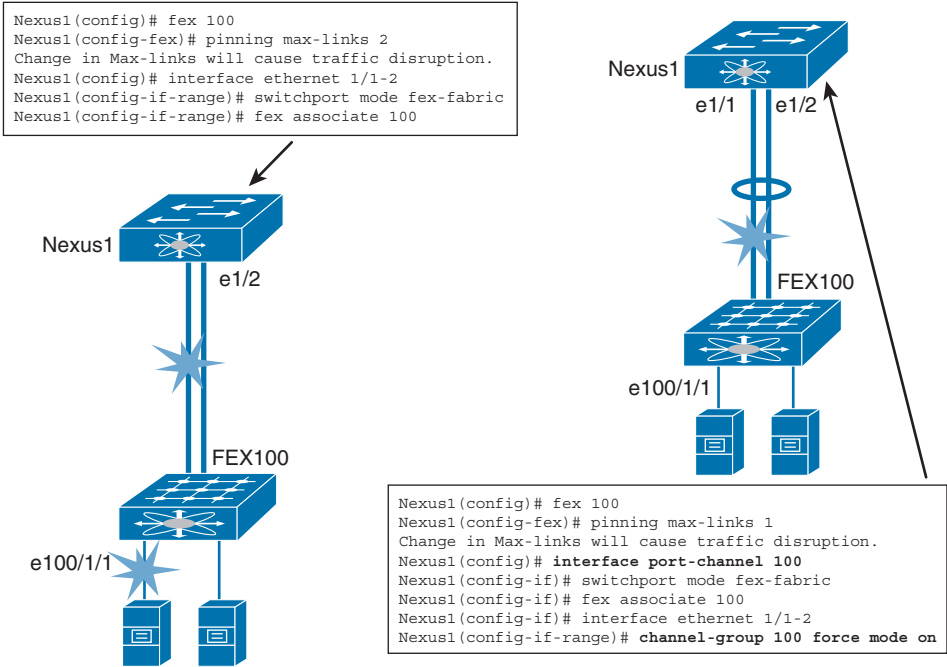 Nexus1(config)# fex 100
Nexus1(config-fex)# pinning max-links 2
Change in Max-links will cause traffic disruption.
Nexus1(config)# interface ethernet 1/1-2
Nexus1(config-if-range)# switchport mode fex-fabric
Nexus1(config-if-range)# fex associate 100
Nexus1
e1/2
FEX100
e100/1/1
Nexus1
e1/1
e1/2
FEX100
e100/1/1
Nexus1(config)# fex 100
Nexus1(config-fex)# pinning max-links 1
Change in Max-links will cause traffic disruption.
Nexus1(config)# interface port-channel 100
Nexus1(config-if)# switchport mode fex-fabric
Nexus1(config-if)# fex associate 100
Nexus1(config-if)# interface ethernet 1/1-2
Nexus1(config-if-range)# channel-group 100 force mode on